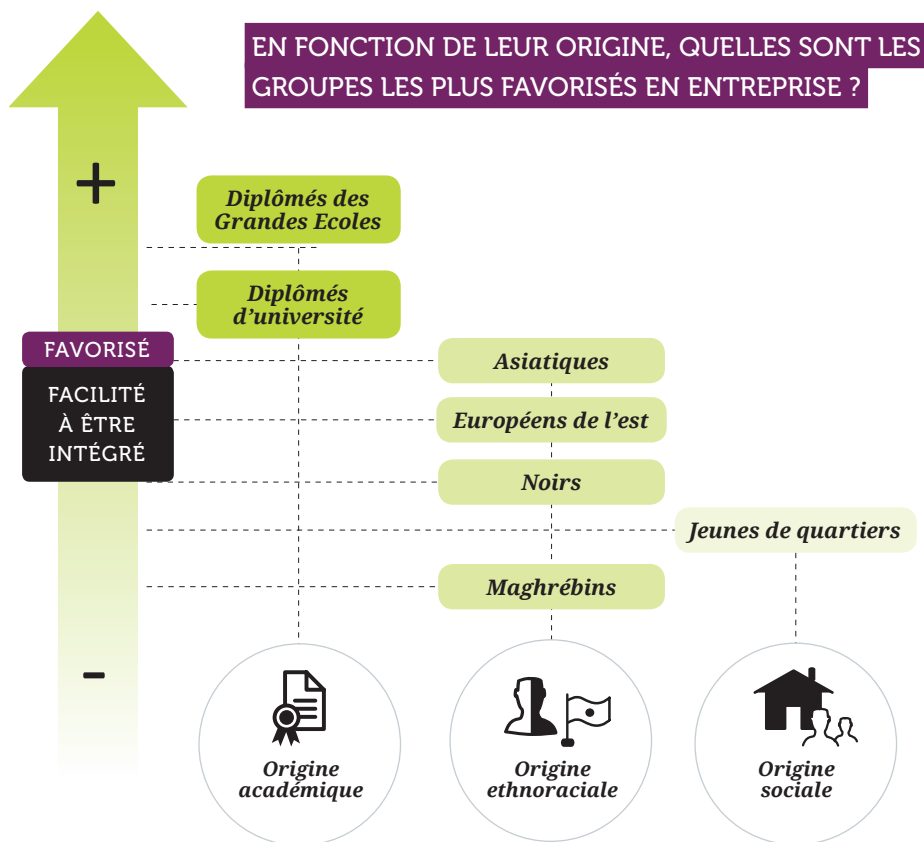 EN FONCTION DE LEUR ORIGINE, QUELLES SONT LES
GROUPES LES PLUS FAVORISÉS EN ENTREPRISE ?
+
Diplômés des
Grandes Ecoles
Diplômés
d'université
FAVORISÉ
Asiatiques
FACILITÉ
À ÊTRE
INTÉGRÉ
Européens de l'est
Noirs
Jeunes de quartiers
Maghrébins
-
Origine
académique
Origine
ethnoraciale
Origine
sociale